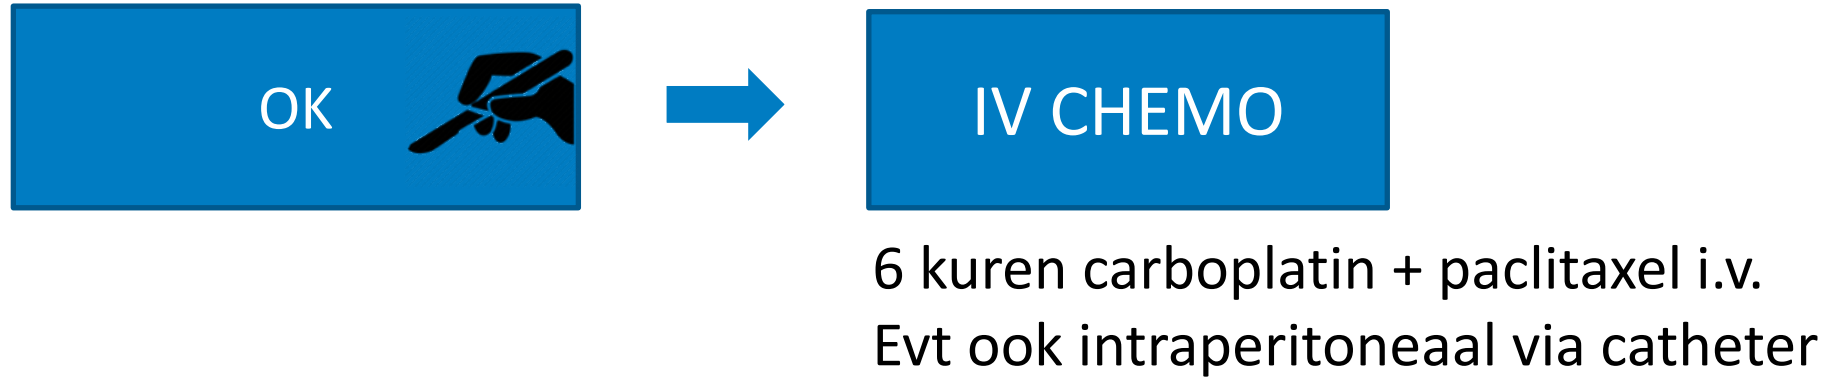 OK
IV CHEMO
6 kuren carboplatin + paclitaxel i.v.
Evt ook intraperitoneaal via catheter